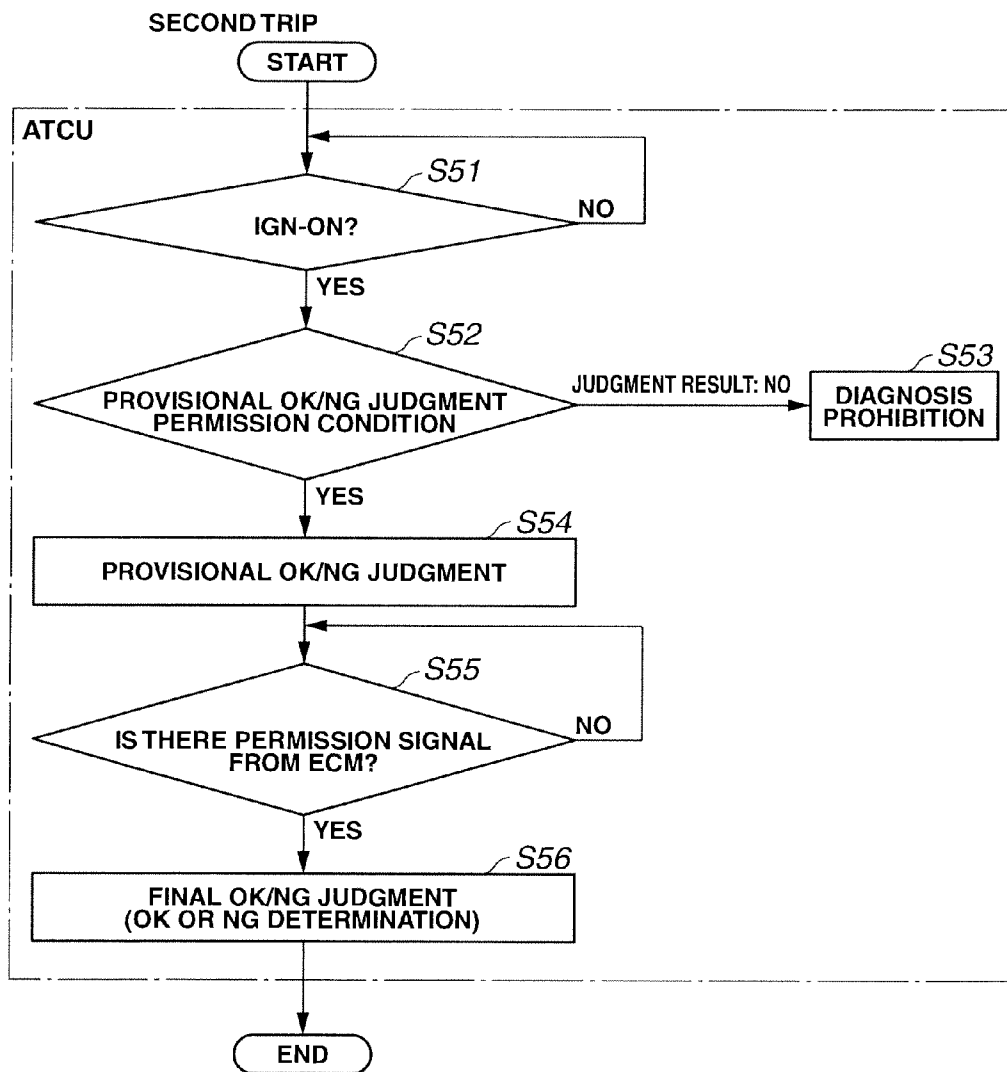 SECOND TRIP
START
ATCU
S51
IGN-ON?
NO
YES
S52
PROVISIONAL OK/NG JUDGMENT
PERMISSION CONDITION
JUDGMENT RESULT: NO
S53
DIAGNOSIS
PROHIBITION
YES
S54
PROVISIONAL OK/NG JUDGMENT
S55
IS THERE PERMISSION SIGNAL
FROM ECM?
NO
YES
S56
FINAL OK/NG JUDGMENT
(OK OR NG DETERMINATION)
END